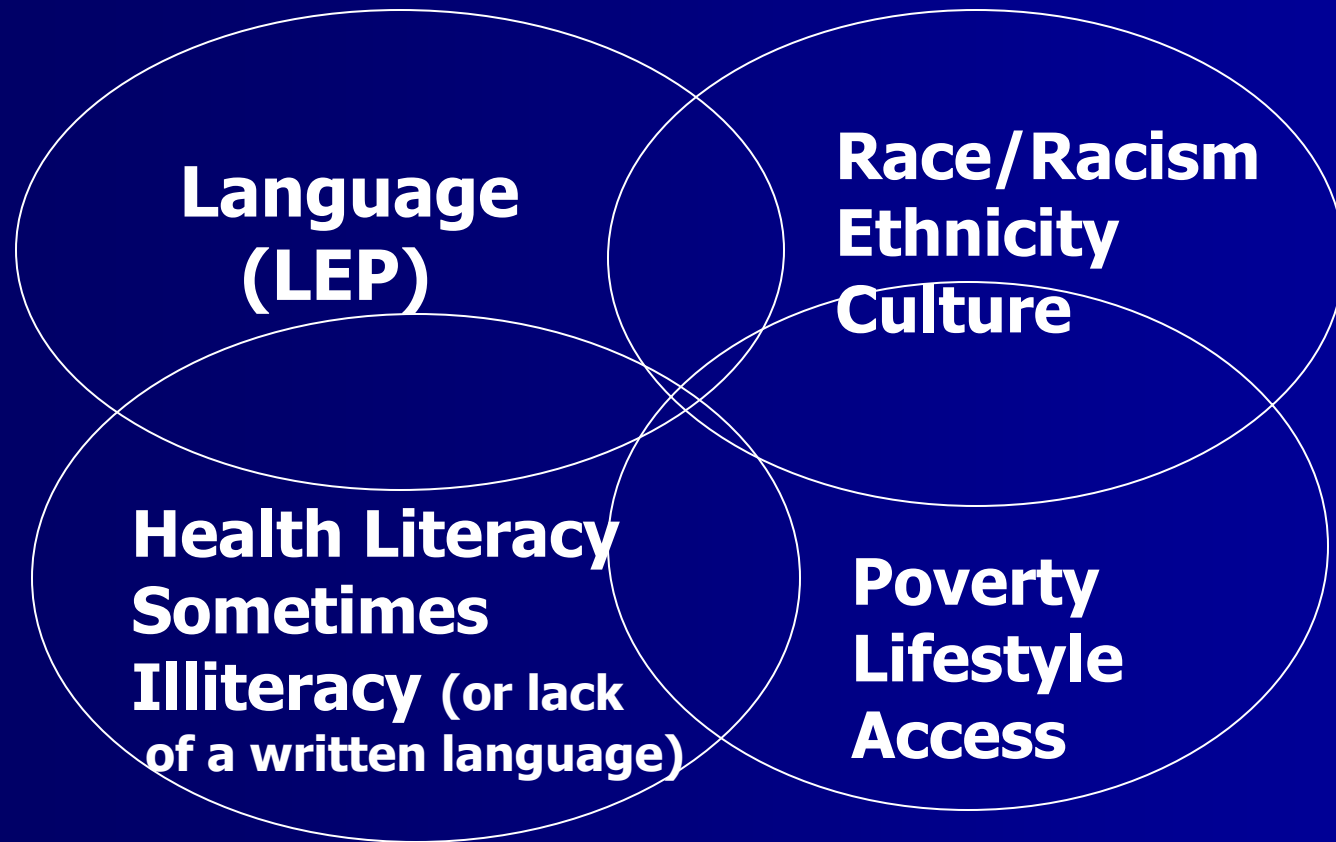 Language
(LEP)
Race/Racism
Ethnicity
Culture
Health Literacy
Sometimes
Illiteracy (or lack
of a written language)
Poverty
Lifestyle
Access